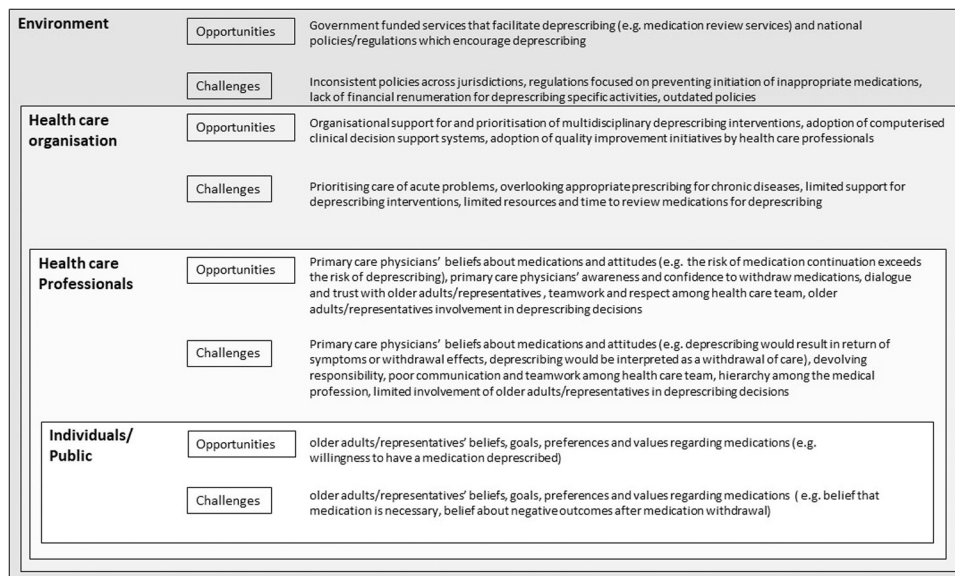 Environment
Opportunities
Government funded services that facilitate deprescribing (e.g. medication review services) and national
policies/regulations which encourage deprescribing
Challenges
Inconsistent policies across jurisdictions, regulations focused on preventing initiation of inappropriate medications,
lack of financial renumeration for deprescribing specific activities, outdated policies
Health care
organisation
Opportunities
Organisational support for and prioritisation of multidisciplinary deprescribing interventions, adoption of computerised
clinical decision support systems, adoption of quality improvement initiatives by health care professionals
Challenges
Prioritising care of acute problems, overlooking appropriate prescribing for chronic diseases, limited support for
deprescribing interventions, limited resources and time to review medications for deprescribing
Health care
Professionals
Opportunities
Primary care physicians' beliefs about medications and attitudes (e.g. the risk of medication continuation exceeds
the risk of deprescribing), primary care physicians' awareness and confidence to withdraw medications, dialogue
and trust with older adults/representatives , teamwork and respect among health care team, older
adults/representatives involvement in deprescribing decisions
Challenges
Primary care physicians' beliefs about medications and attitudes (e.g. deprescribing would result in return of
symptoms or withdrawal effects, deprescribing would be interpreted as a withdrawal of care), devolving
responsibility, poor communication and teamwork among health care team, hierarchy among the medical
profession, limited involvement of older adults/representatives in deprescribing decisions
Individuals/
Public
Opportunities
older adults/representatives' beliefs, goals, preferences and values regarding medications (e.g.
willingness to have a medication deprescribed)
Challenges
older adults/representatives' beliefs, goals, preferences and values regarding medications ( e.g. belief that
medication is necessary, belief about negative outcomes after medication withdrawal)